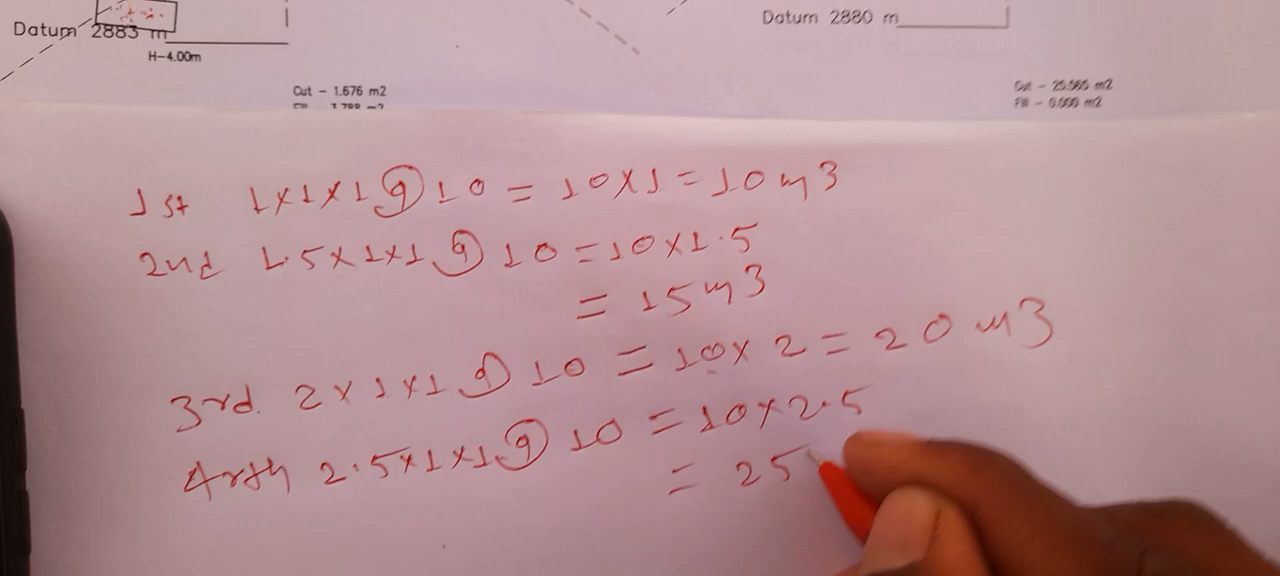 Datum 2883 m
H-4.00m
Cut - 1.676 m2
Datum 2880 m
Cut - 25.565 m2
Fill - 0.000 m2
1st 1x1x1 @ 10 = 10x1 = 10m3
2nd 1.5x1x1 @ 10 = 10x1.5
= 15m3
3rd. 2x1x1 @ 10 = 10x2 = 20m3
4rth 2.5x1x1 @ 10 = 10x2.5
= 25